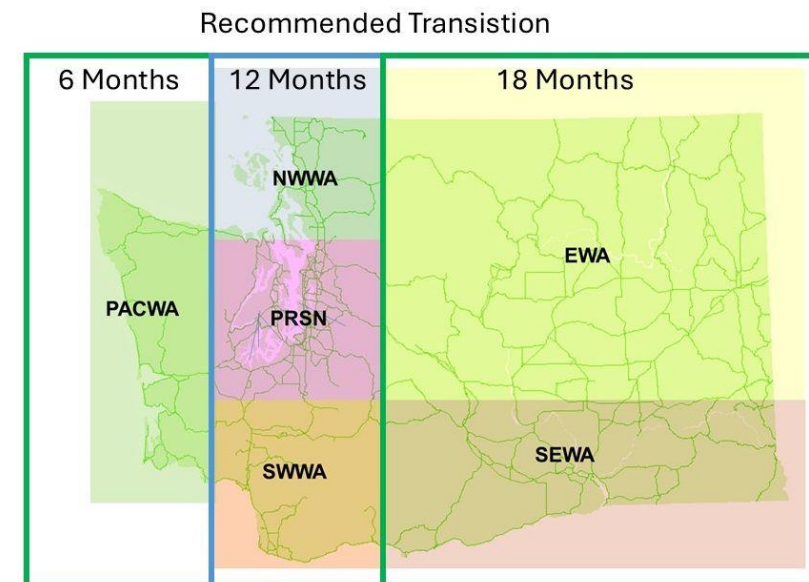 Recommended Transistion
6 Months
12 Months
18 Months
NWWA
EWA
PACWA
PRSN
SWWA
SEWA